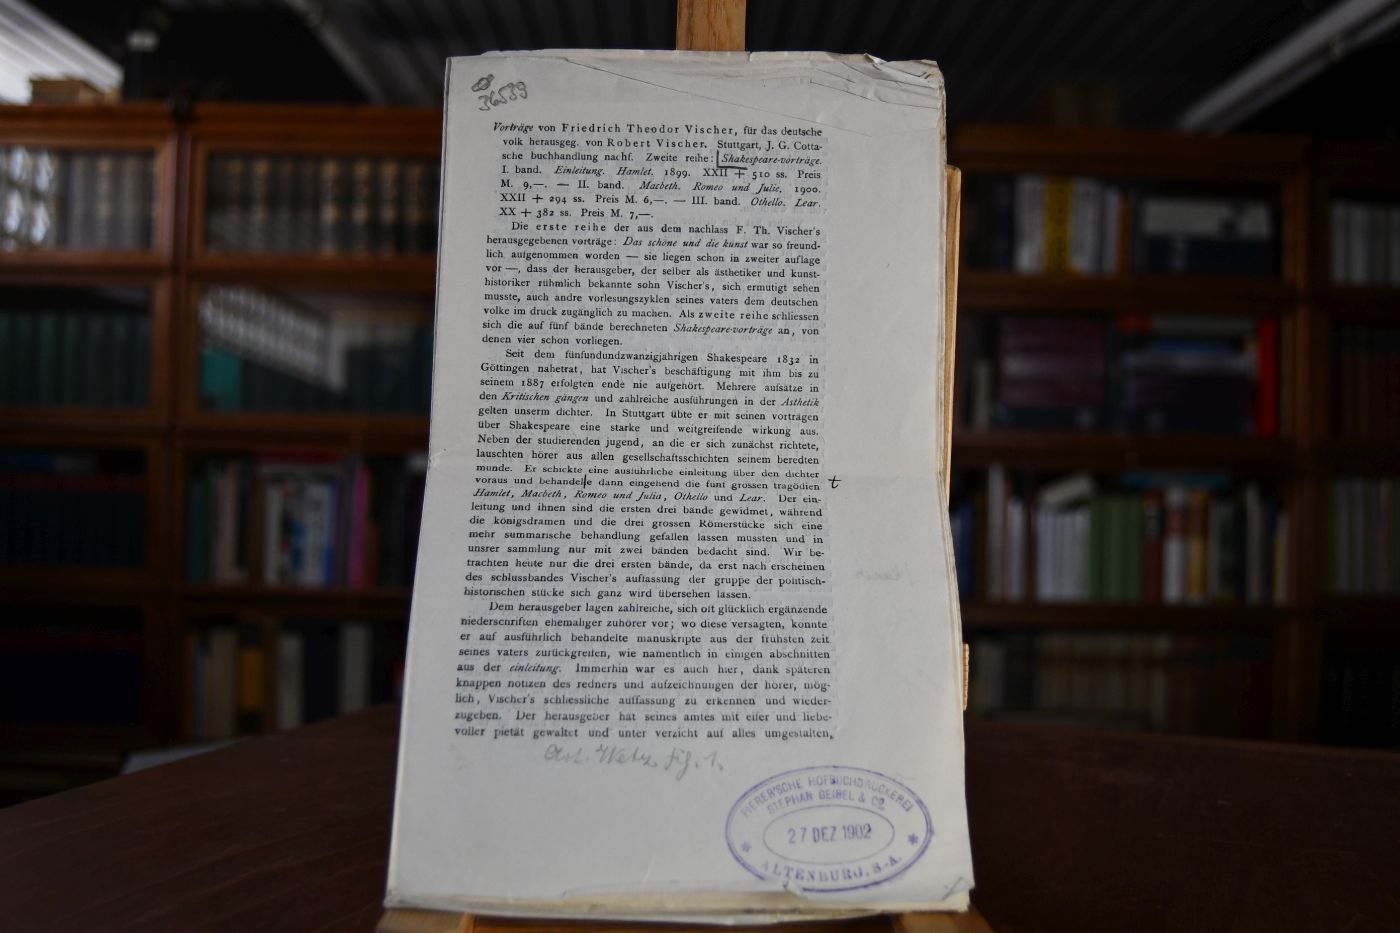 36539
Vorträge von Friedrich Theodor Vischer, für das deutsche
volk herausgeg. von Robert Vischer. Stuttgart, J. G. Cotta-
sche buchhandlung nachf. Zweite reihe: Shakespeare-vorträge.
I. band. Einleitung. Hamlet. 1899. XXII + 510 ss. Preis
M. 9,—. — II. band. Macbeth. Romeo und Julie. 1900.
XXII + 294 ss. Preis M. 6,—. — III. band. Othello. Lear.
XX + 382 ss. Preis M. 7,—.
Die erste reihe der aus dem nachlass F. Th. Vischer's
herausgegebenen vorträge: Das schöne und die kunst war so freund-
lich aufgenommen worden — sie liegen schon in zweiter auflage
vor —, dass der herausgeber, der selber als ästhetiker und kunst-
historiker rühmlich bekannte sohn Vischer's, sich ermutigt sehen
musste, auch andre vorlesungszyklen seines vaters dem deutschen
volke im druck zugänglich zu machen. Als zweite reihe schliessen
sich die auf fünf bände berechneten Shakespeare-vorträge an, von
denen vier schon vorliegen.
Seit dem fünfundundzwanzigjährigen Shakespeare 1832 in
Göttingen nahetrat, hat Vischer's beschäftigung mit ihm bis zu
seinem 1887 erfolgten ende nie aufgehört. Mehrere aufsätze in
den Kritischen gängen und zahlreiche ausführungen in der Ästhetik
gelten unserm dichter. In Stuttgart übte er mit seinen vorträgen
über Shakespeare eine starke und weitgreifende wirkung aus.
Neben der studierenden jugend, an die er sich zunächst richtete,
lauschten hörer aus allen gesellschaftsschichten seinem beredten
munde. Er schickte eine ausführliche einleitung über den dichter
voraus und behandele dann eingehend die fünf grossen tragödien t
Hamlet, Macbeth, Romeo und Julia, Othello und Lear. Der ein-
leitung und ihnen sind die ersten drei bände gewidmet, während
die königsdramen und die drei grossen Römerstücke sich eine
mehr summarische behandlung gefallen lassen mussten und in
unsrer sammlung nur mit zwei bänden bedacht sind. Wir be-
trachten heute nur die drei ersten bände, da erst nach erscheinen
des schlussbandes Vischer's auffassung der gruppe der politisch-
historischen stücke sich ganz wird übersehen lassen.
Dem herausgeber lagen zahlreiche, sich oft glücklich ergänzende
niederschriften ehemaliger zuhörer vor; wo diese versagten, konnte
er auf ausführlich behandelte manuskripte aus der frühsten zeit
seines vaters zurückgreifen, wie namentlich in einigen abschnitten
aus der einleitung. Immerhin war es auch hier, dank späteren
knappen notizen des redners und aufzeichnungen der hörer, mög-
lich, Vischer's schliessliche auffassung zu erkennen und wieder-
zugeben. Der herausgeber hat seines amtes mit eifer und liebe-
voller pietät gewaltet und unter verzicht auf alles umgestalten,
PIERER'SCHE HOFBUCHDRUCKEREI
STEPHAN GEIBEL & CO.
27 DEZ 1902
* ALTENBURG, S.-A. *